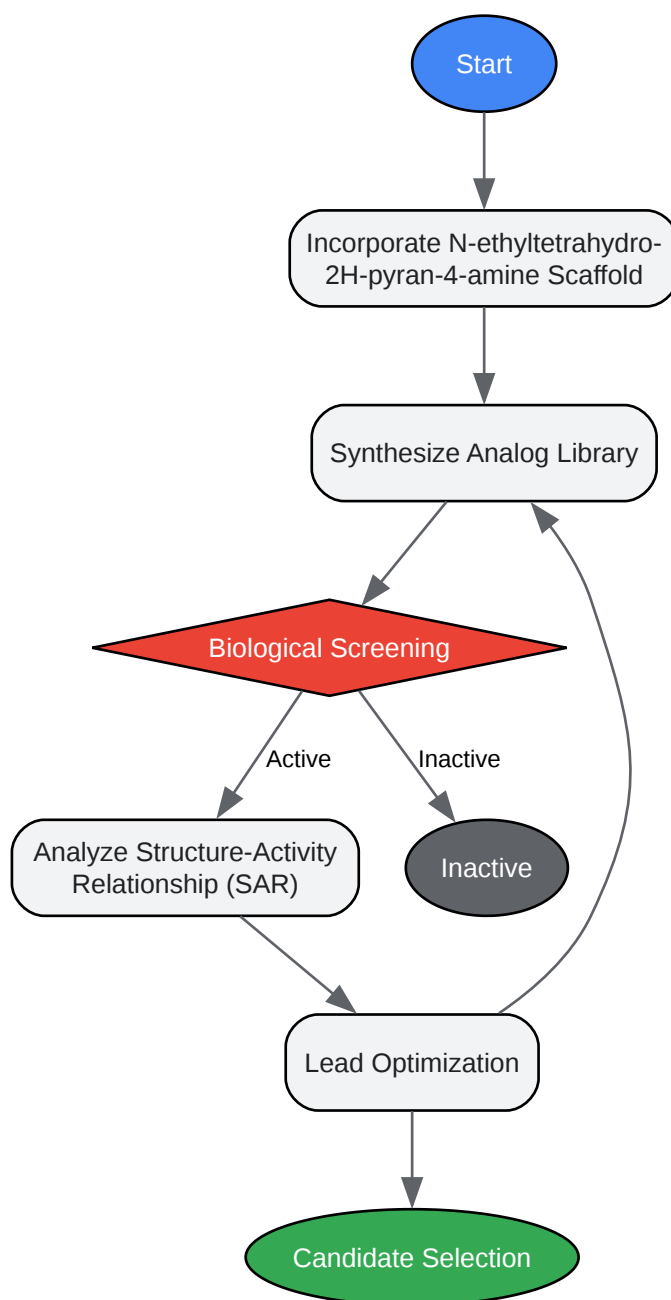 Start
Incorporate N-ethyltetrahydro-
2H-pyran-4-amine Scaffold
Synthesize Analog Library
Biological Screening
Active
Inactive
Analyze Structure-Activity
Relationship (SAR)
Inactive
Lead Optimization
Candidate Selection